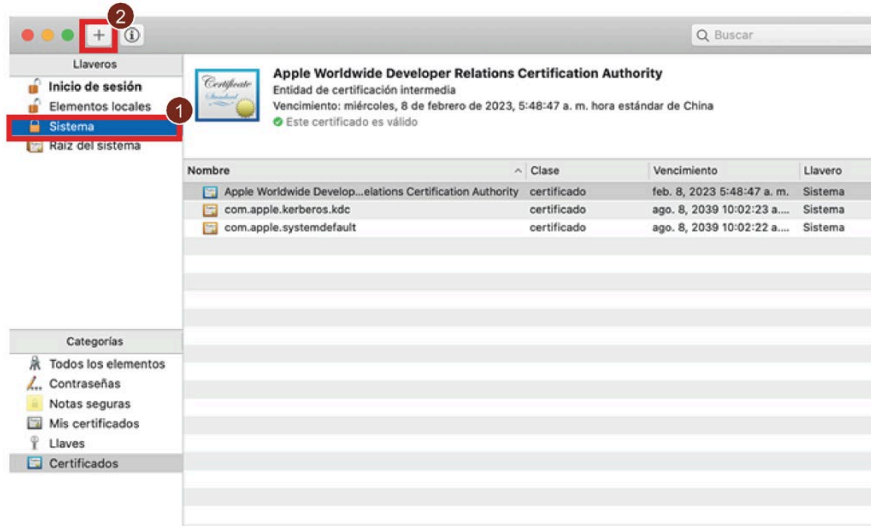 2
+
Buscar
Llaveros
Inicio de sesión
Elementos locales
1
Sistema
Raíz del sistema
Certificate
Standard
Apple Worldwide Developer Relations Certification Authority
Entidad de certificación intermedia
Vencimiento: miércoles, 8 de febrero de 2023, 5:48:47 a. m. hora estándar de China
Este certificado es válido
Nombre Clase Vencimiento Llavero
Apple Worldwide Develop...elations Certification Authority certificado feb. 8, 2023 5:48:47 a. m. Sistema
com.apple.kerberos.kdc certificado ago. 8, 2039 10:02:23 a.... Sistema
com.apple.systemdefault certificado ago. 8, 2039 10:02:22 a.... Sistema
Categorías
Todos los elementos
Contraseñas
Notas seguras
Mis certificados
Llaves
Certificados